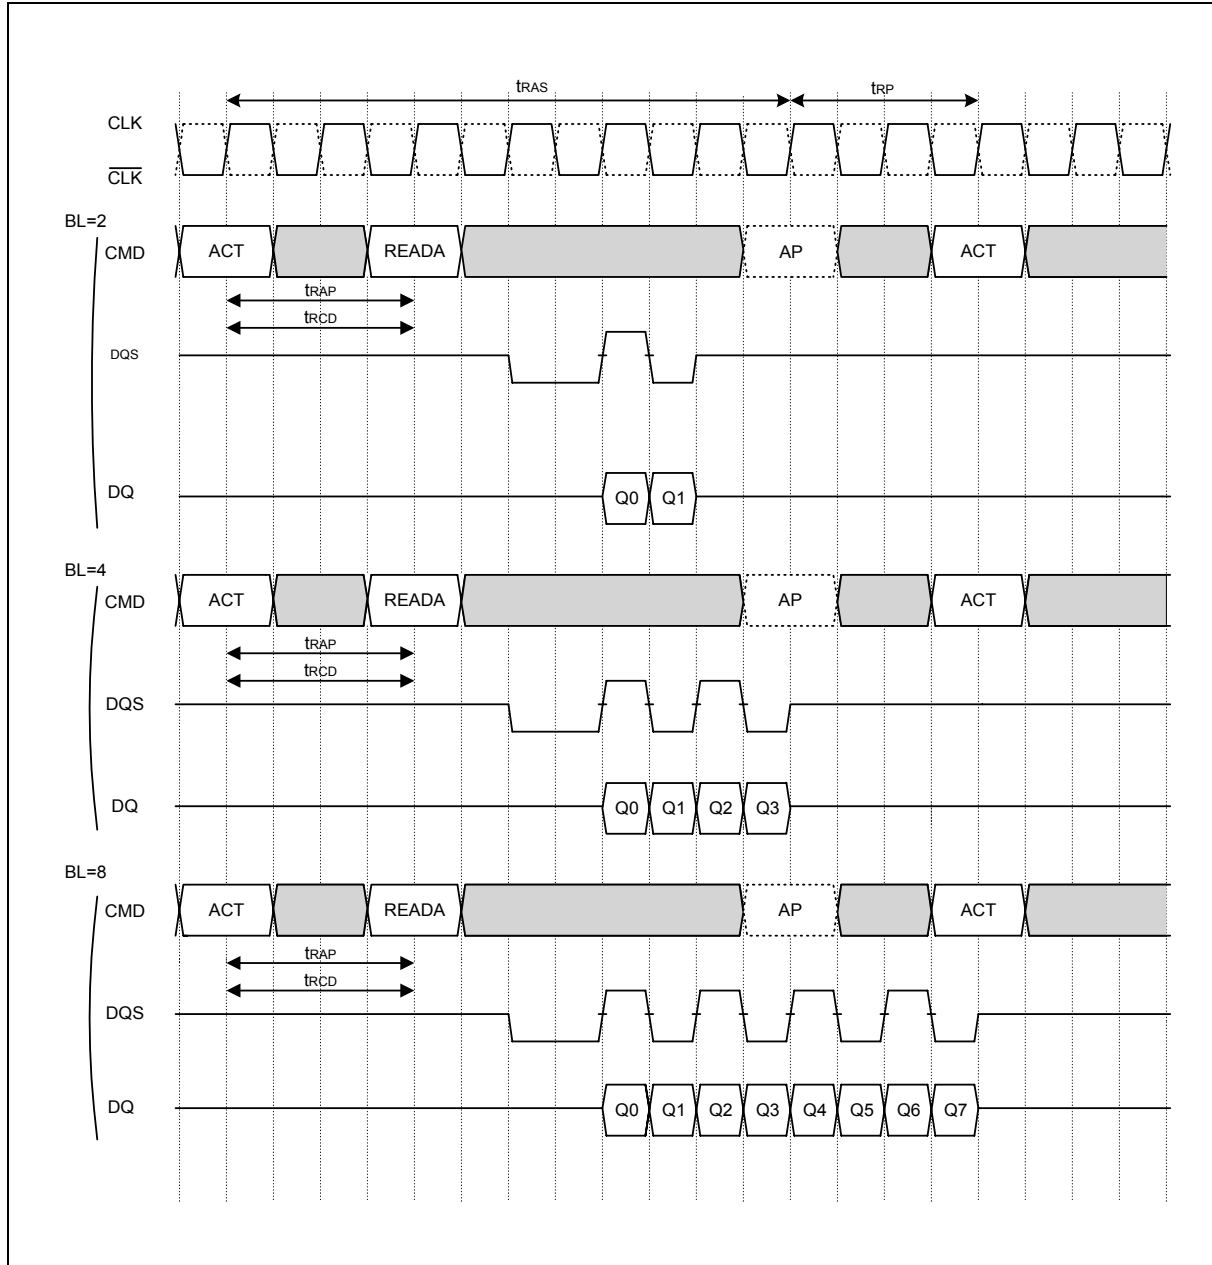 tRAS tRP
CLK
CLK
BL=2
CMD ACT READA AP ACT
tRAP
tRCD
DQS
DQ Q0 Q1
BL=4
CMD ACT READA AP ACT
tRAP
tRCD
DQS
DQ Q0 Q1 Q2 Q3
BL=8
CMD ACT READA AP ACT
tRAP
tRCD
DQS
DQ Q0 Q1 Q2 Q3 Q4 Q5 Q6 Q7